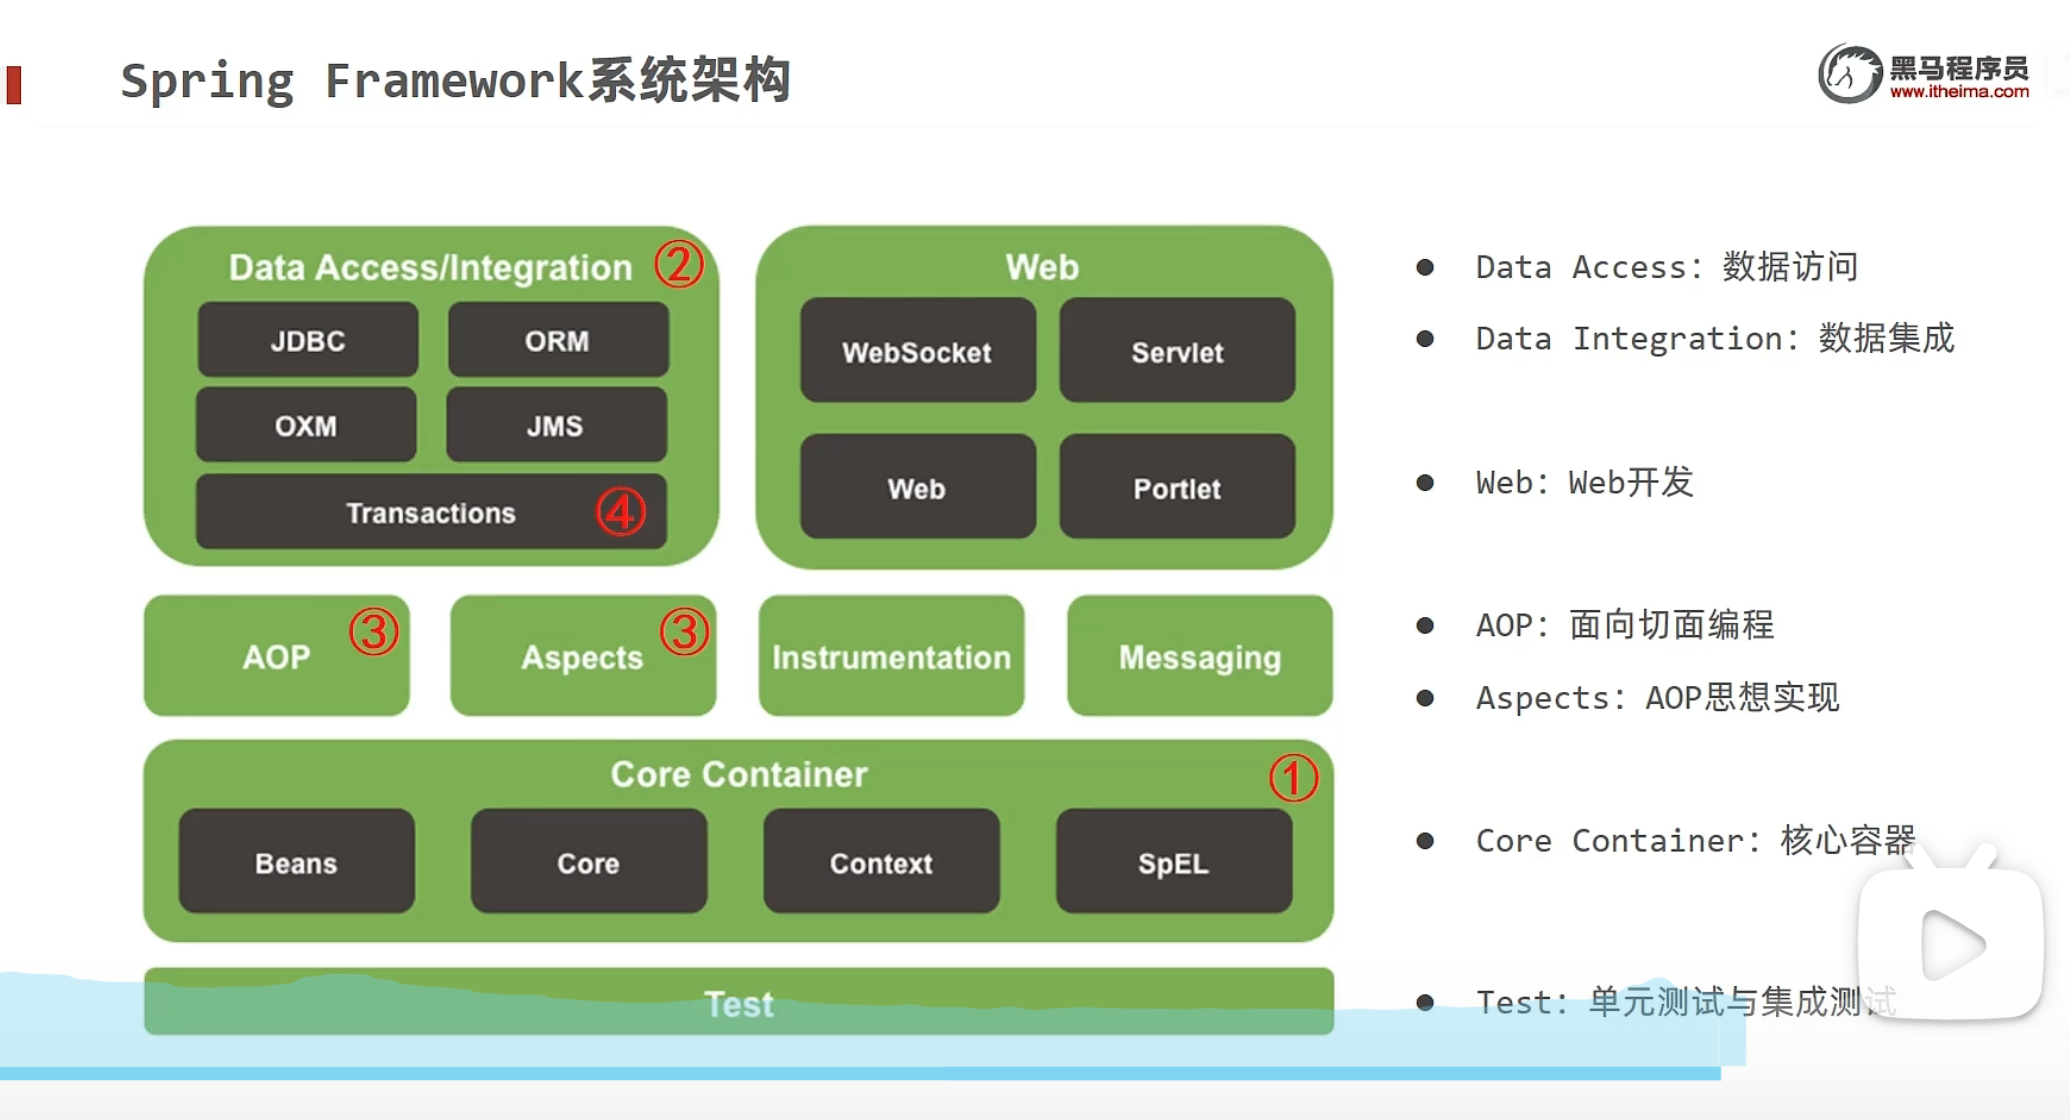 Spring Framework系统架构
黑马程序员
www.itheima.com
Data Access/Integration ②
JDBC
ORM
OXM
JMS
Transactions ④
Web
WebSocket
Servlet
Web
Portlet
AOP ③
Aspects ③
Instrumentation
Messaging
Core Container ①
Beans
Core
Context
SpEL
Test
● Data Access：数据访问
● Data Integration：数据集成
● Web：Web开发
● AOP：面向切面编程
● Aspects：AOP思想实现
● Core Container：核心容器
● Test：单元测试与集成测试